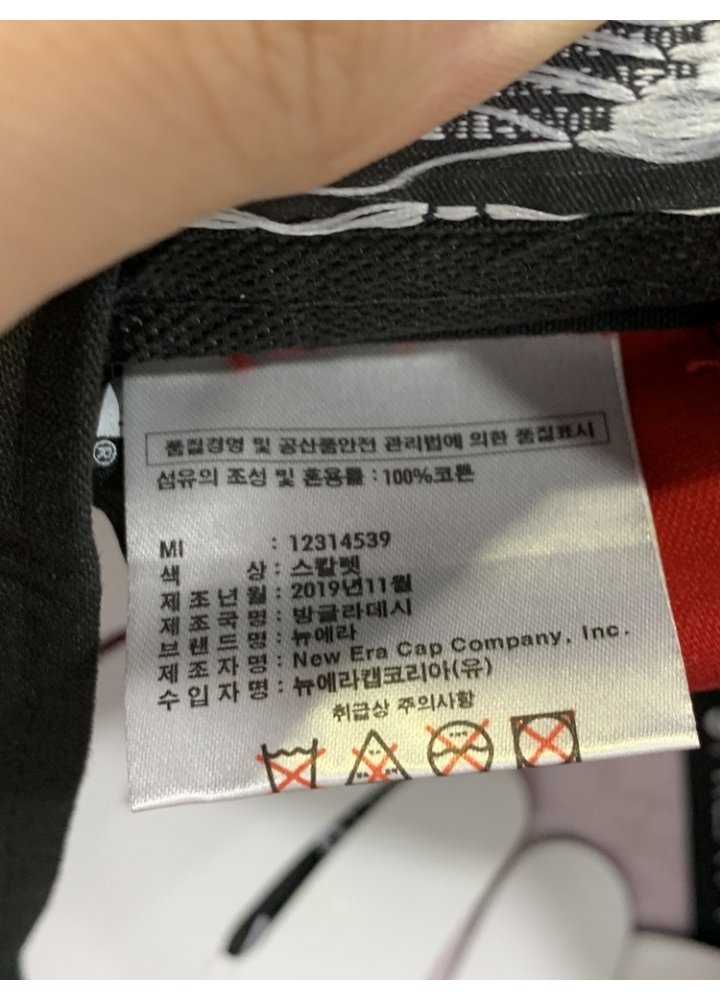 품질경영 및 공산품안전 관리법에 의한 품질표시
섬유의 조성 및 혼용률 : 100%코튼
MI : 12314539
색 상 : 스칼렛
제 조 년 월 : 2019년11월
제 조 국 명 : 방글라데시
브 랜 드 명 : 뉴에라
제 조 자 명 : New Era Cap Company, Inc.
수 입 자 명 : 뉴에라캡코리아(유)
취급상 주의사항
®